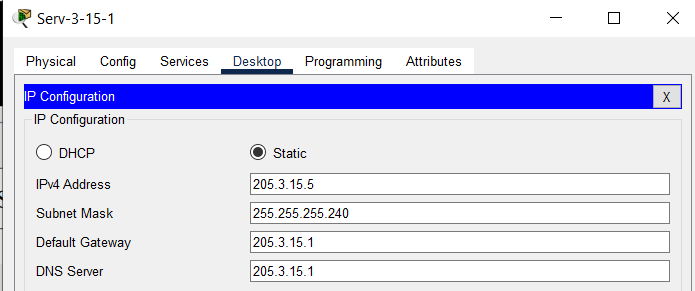 Serv-3-15-1
Physical Config Services Desktop Programming Attributes
IP Configuration X
IP Configuration
DHCP Static
IPv4 Address 205.3.15.5
Subnet Mask 255.255.255.240
Default Gateway 205.3.15.1
DNS Server 205.3.15.1